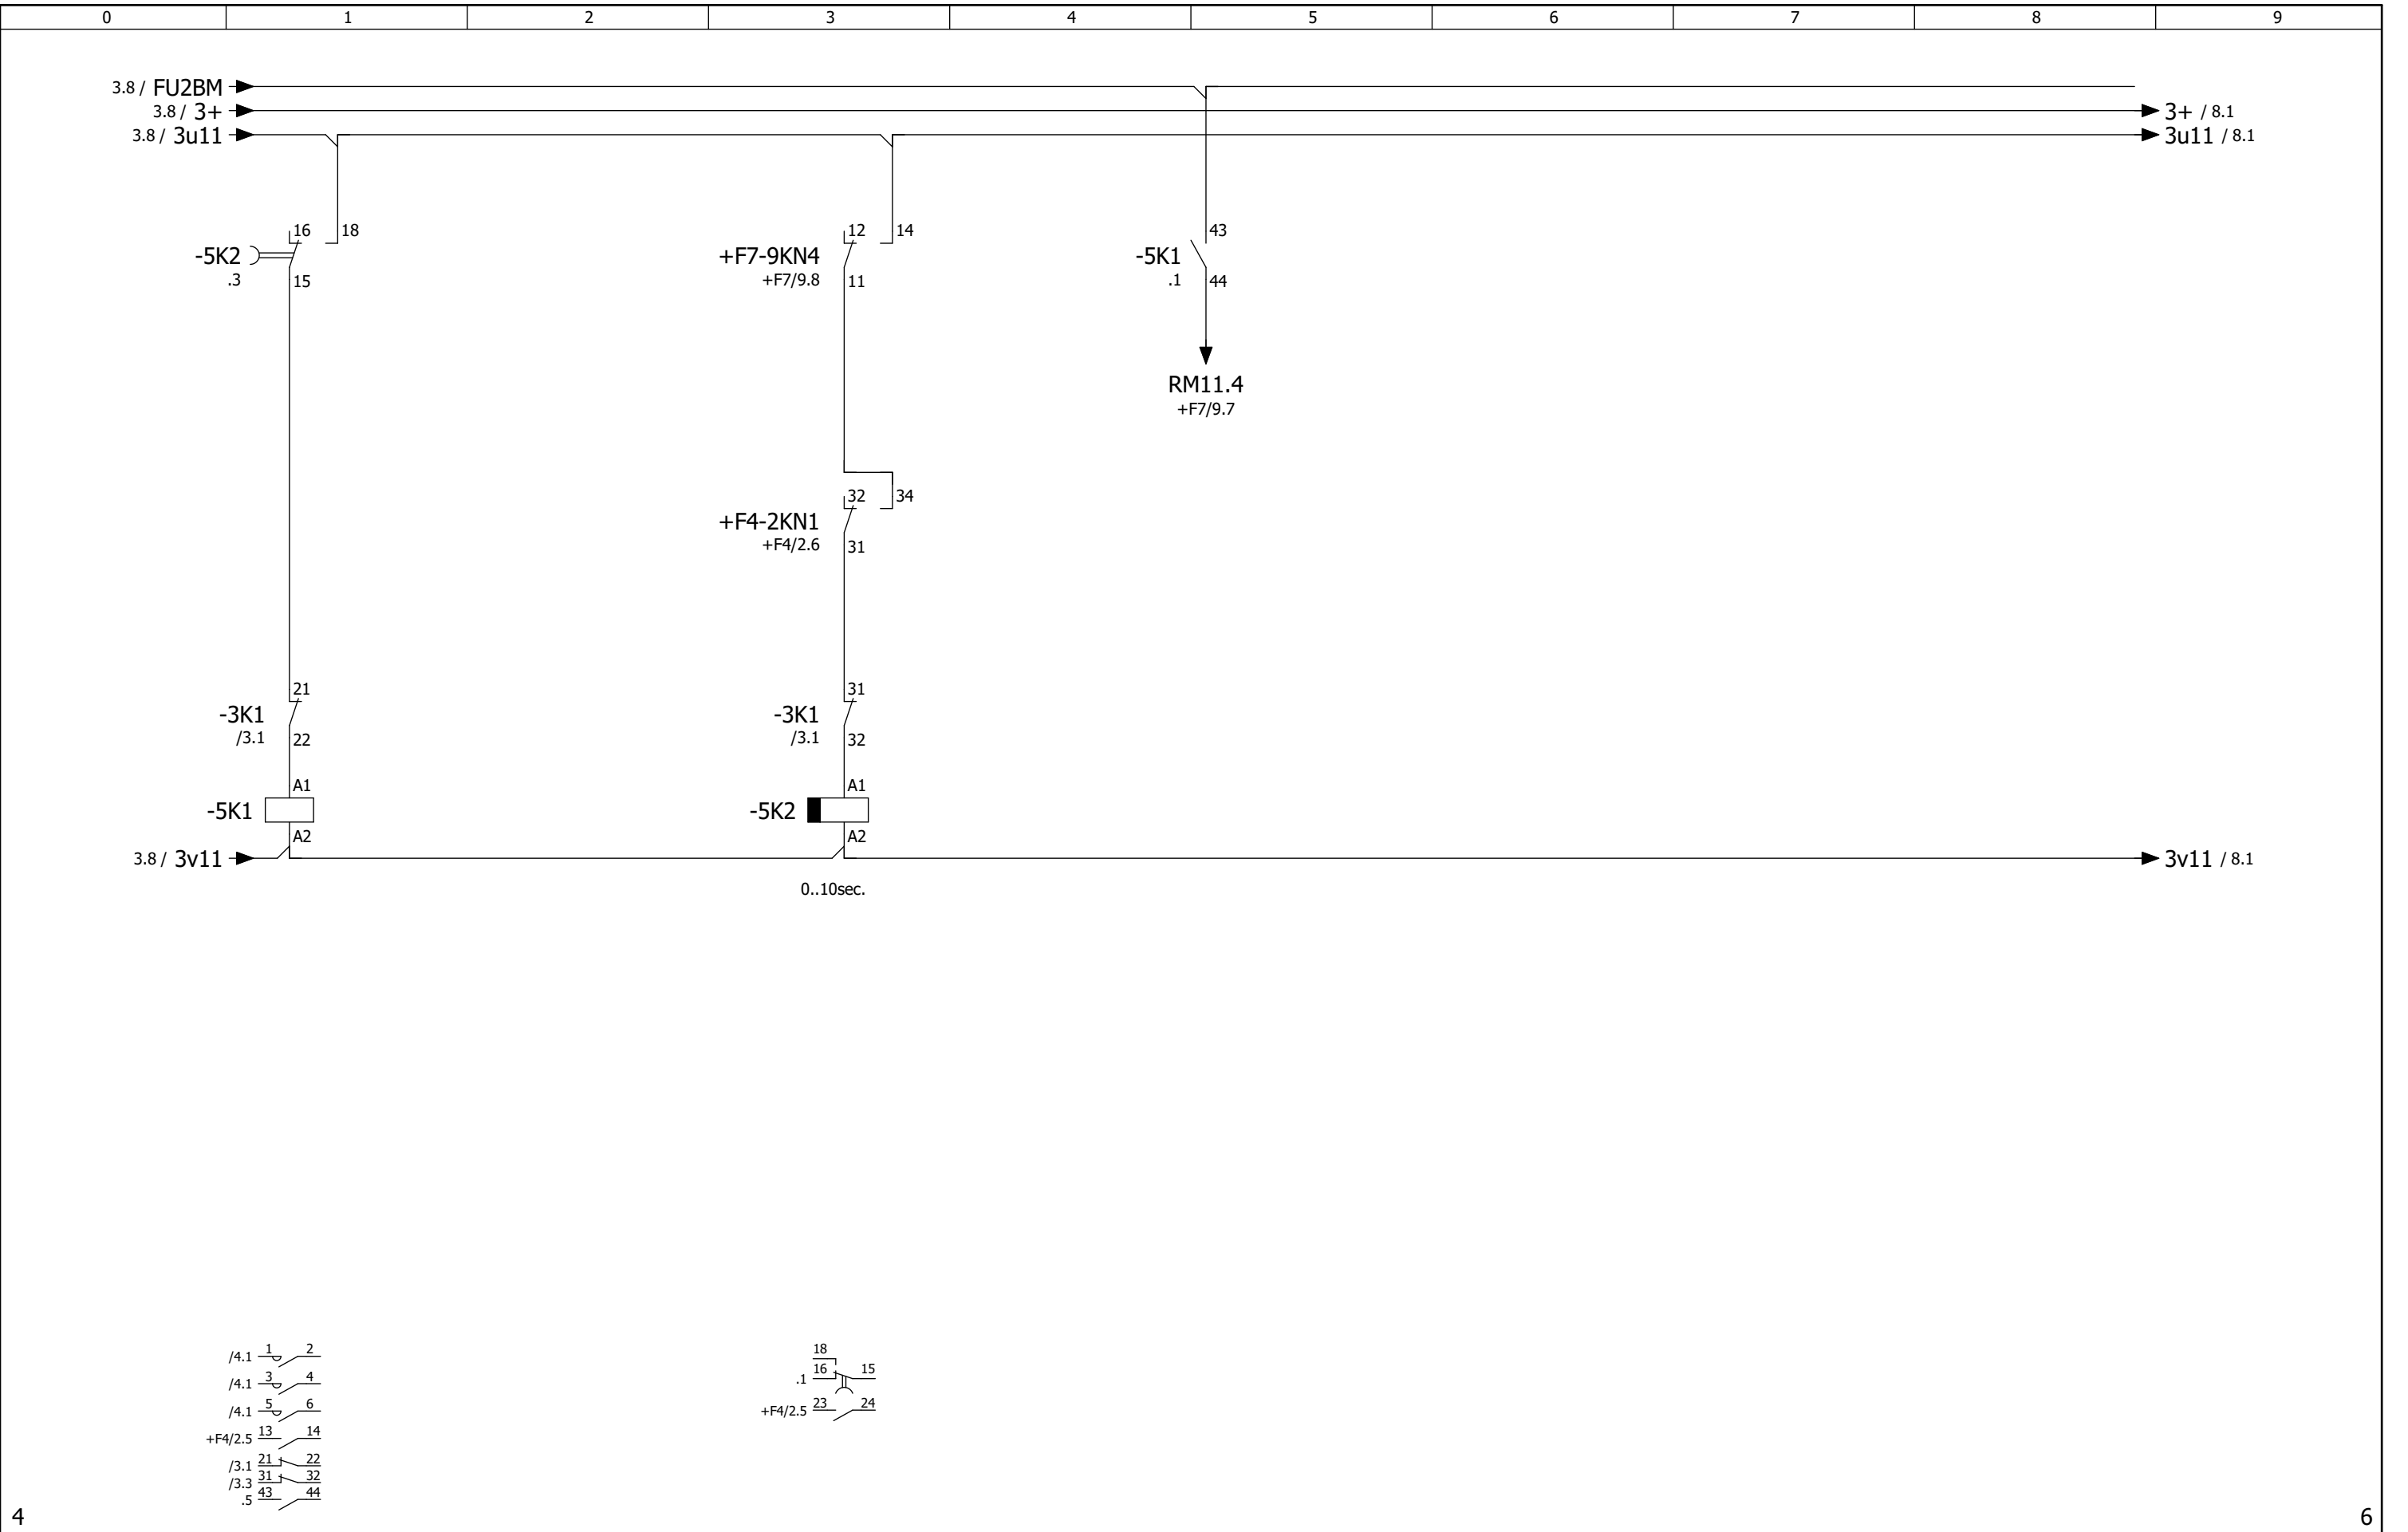 0 1 2 3 4 5 6 7 8 9
3.8 / FU2BM
3.8 / 3+ 3+ / 8.1
3.8 / 3u11 3u11 / 8.1
16 18 12 14 43
-5K2 +F7-9KN4 -5K1
.3 15 +F7/9.8 11 .1 44
RM11.4
+F7/9.7
32 34
+F4-2KN1
+F4/2.6 31
21 31
-3K1 -3K1
/3.1 22 /3.1 32
A1 A1
-5K1 -5K2
A2 A2
3.8 / 3v11 3v11 / 8.1
0..10sec.
/4.1 1 2
/4.1 3 4
/4.1 5 6
+F4/2.5 13 14
/3.1 21 22
/3.3 31 32
.5 43 44
18
.1 16 15
+F4/2.5 23 24
4 6